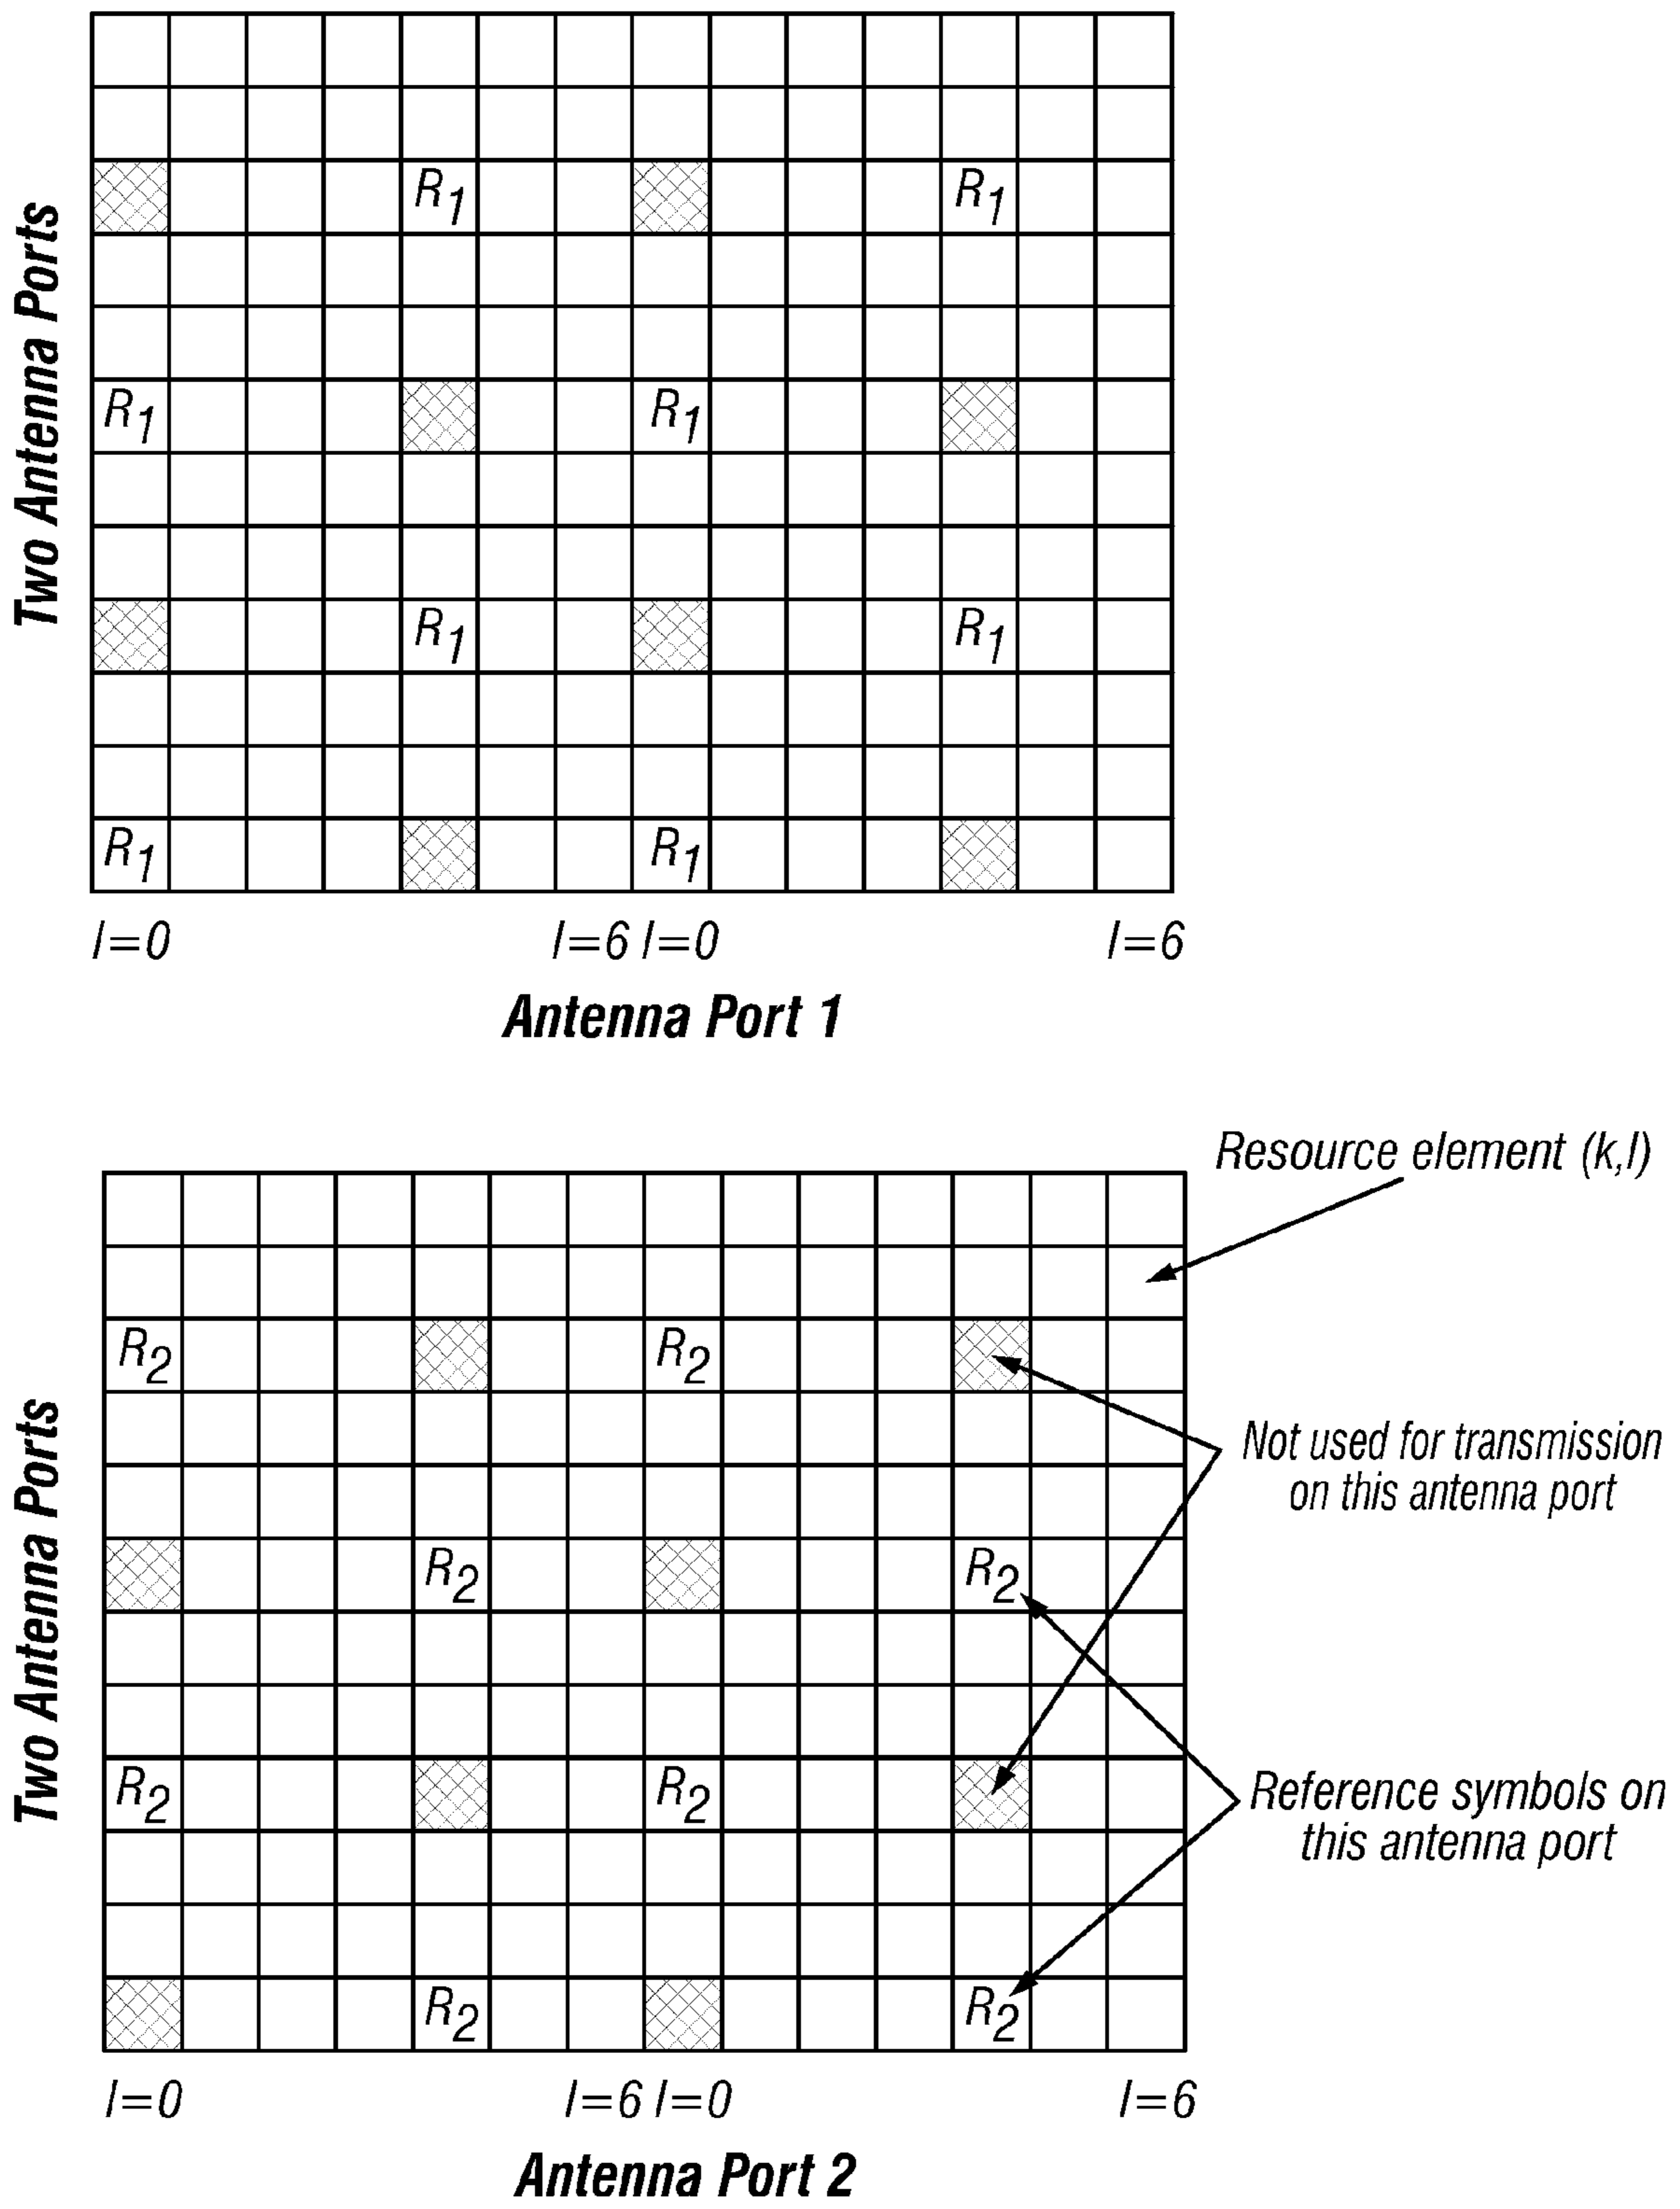 Two Antenna Ports
R1 R1
R1 R1
R1 R1
R1 R1
l=0 l=6 l=0 l=6
Antenna Port 1
Resource element (k,l)
Two Antenna Ports
R2 R2
Not used for transmission
on this antenna port
R2 R2
R2 R2
Reference symbols on
this antenna port
R2 R2
l=0 l=6 l=0 l=6
Antenna Port 2